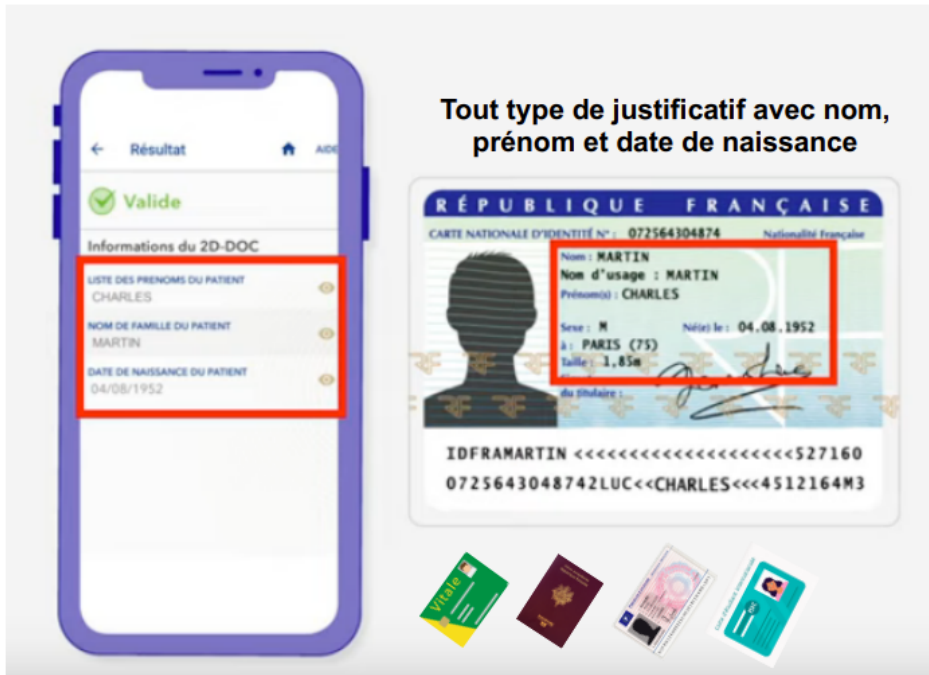 Résultat
AIDE
Valide
Informations du 2D-DOC
LISTE DES PRENOMS DU PATIENT
CHARLES
NOM DE FAMILLE DU PATIENT
MARTIN
DATE DE NAISSANCE DU PATIENT
04/08/1952
Tout type de justificatif avec nom,
prénom et date de naissance
RÉPUBLIQUE FRANÇAISE
CARTE NATIONALE D'IDENTITÉ N° : 072564304874 Nationalité Française
Nom : MARTIN
Nom d'usage : MARTIN
Prénom(s) : CHARLES
Sexe : M Né(e) le : 04.08.1952
à : PARIS (75)
Taille : 1,85m
du titulaire :
IDFRAMARTIN <<<<<<<<<<<<<<<<<<<<<<<<527160
0725643048742LUC<<CHARLES<<<4512164M3
Vitale